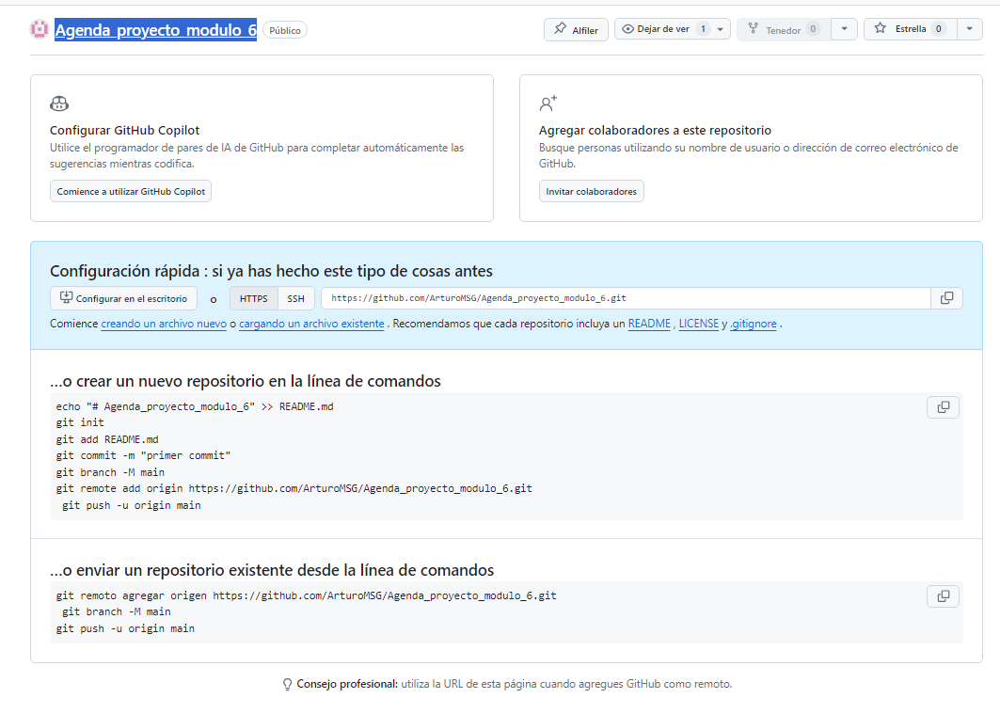 Agenda_proyecto_modulo_6 Público Alfiler Dejar de ver 1 Tenedor 0 Estrella 0
Configurar GitHub Copilot
Utilice el programador de pares de IA de GitHub para completar automáticamente las
sugerencias mientras codifica.
Comience a utilizar GitHub Copilot
Agregar colaboradores a este repositorio
Busque personas utilizando su nombre de usuario o dirección de correo electrónico de
GitHub.
Invitar colaboradores
Configuración rápida : si ya has hecho este tipo de cosas antes
Configurar en el escritorio o HTTPS SSH https://github.com/ArturoMSG/Agenda_proyecto_modulo_6.git
Comience creando un archivo nuevo o cargando un archivo existente . Recomendamos que cada repositorio incluya un README , LICENSE y .gitignore .
…o crear un nuevo repositorio en la línea de comandos
echo "# Agenda_proyecto_modulo_6" >> README.md
git init
git add README.md
git commit -m "primer commit"
git branch -M main
git remote add origin https://github.com/ArturoMSG/Agenda_proyecto_modulo_6.git
git push -u origin main
…o enviar un repositorio existente desde la línea de comandos
git remoto agregar origen https://github.com/ArturoMSG/Agenda_proyecto_modulo_6.git
git branch -M main
git push -u origin main
Consejo profesional: utiliza la URL de esta página cuando agregues GitHub como remoto.